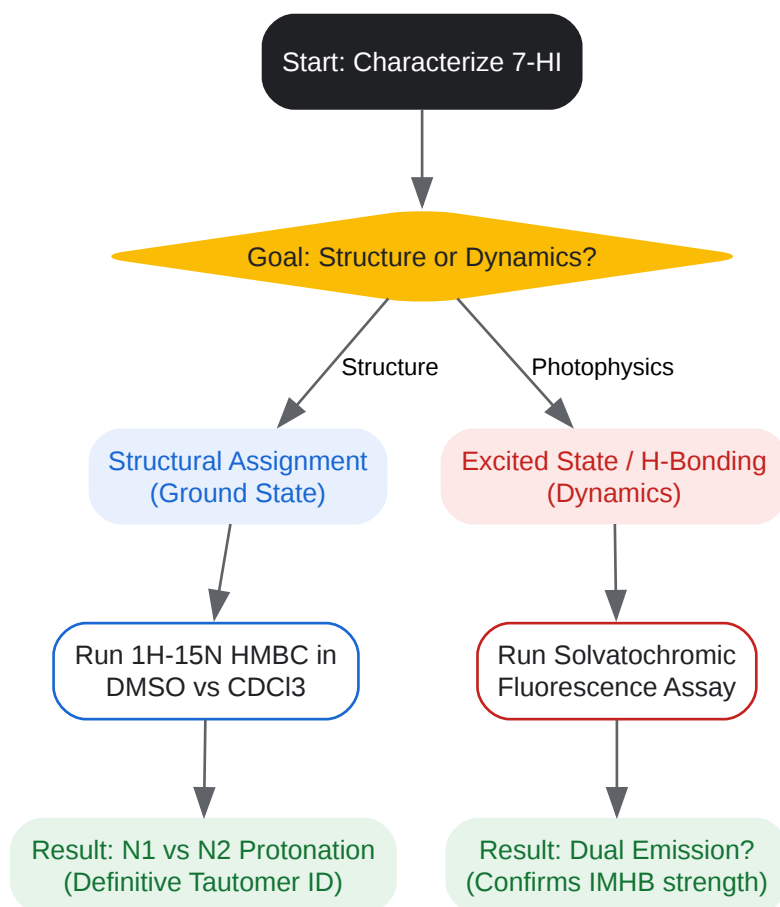 Start: Characterize 7-HI
Goal: Structure or Dynamics?
Structure
Photophysics
Structural Assignment
(Ground State)
Excited State / H-Bonding
(Dynamics)
Run 1H-15N HMBC in
DMSO vs CDCl3
Run Solvatochromic
Fluorescence Assay
Result: N1 vs N2 Protonation
(Definitive Tautomer ID)
Result: Dual Emission?
(Confirms IMHB strength)